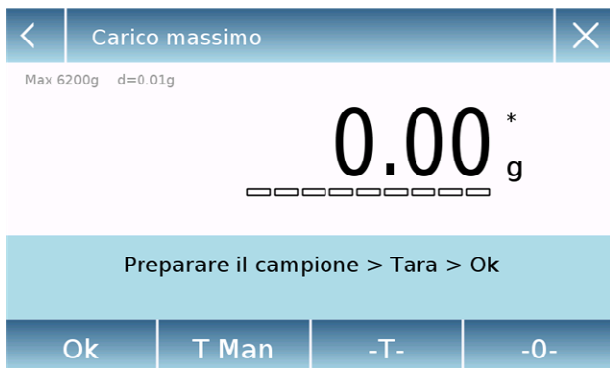 Carico massimo
Max 6200g d=0.01g
0.00 *
g
Preparare il campione > Tara > Ok
Ok T Man -T- -0-